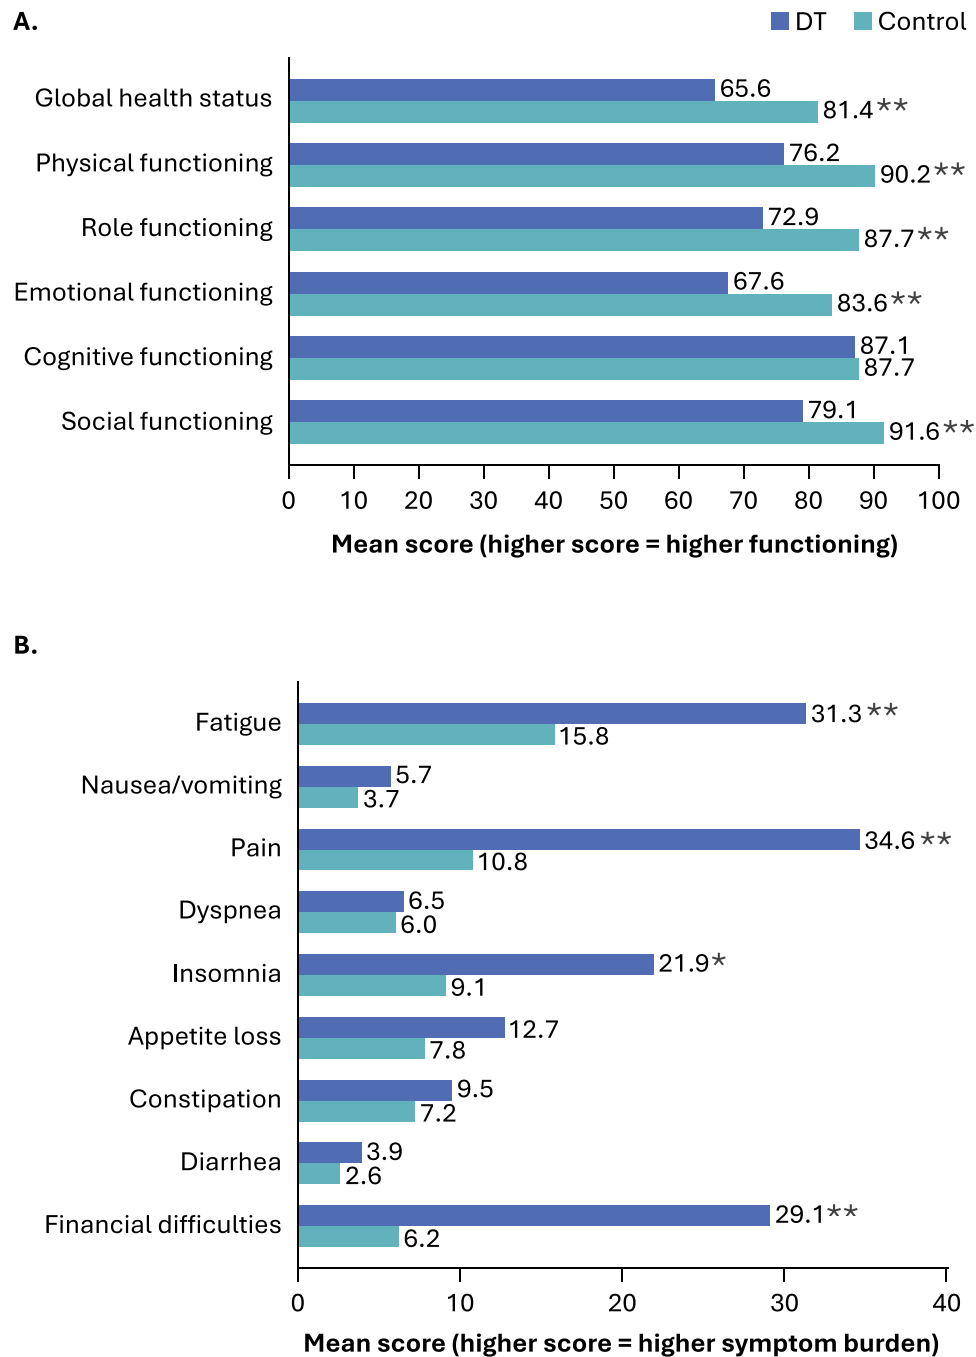 A.
DT Control
Global health status 65.6
81.4**
Physical functioning 76.2
90.2**
Role functioning 72.9
87.7**
Emotional functioning 67.6
83.6**
Cognitive functioning 87.1
87.7
Social functioning 79.1
91.6**
0 10 20 30 40 50 60 70 80 90 100
Mean score (higher score = higher functioning)
B.
Fatigue 31.3**
15.8
Nausea/vomiting 5.7
3.7
Pain 34.6**
10.8
Dyspnea 6.5
6.0
Insomnia 21.9*
9.1
Appetite loss 12.7
7.8
Constipation 9.5
7.2
Diarrhea 3.9
2.6
Financial difficulties 29.1**
6.2
0 10 20 30 40
Mean score (higher score = higher symptom burden)